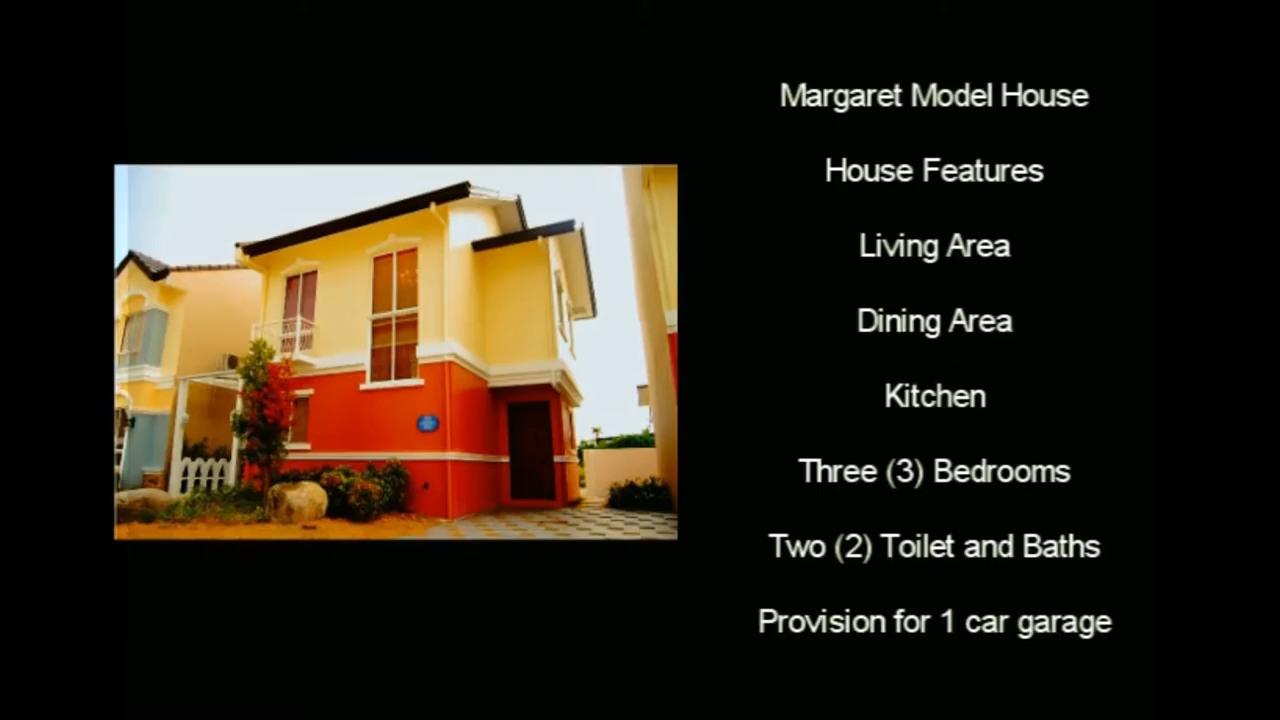 Margaret Model House
House Features
Living Area
Dining Area
Kitchen
Three (3) Bedrooms
Two (2) Toilet and Baths
Provision for 1 car garage